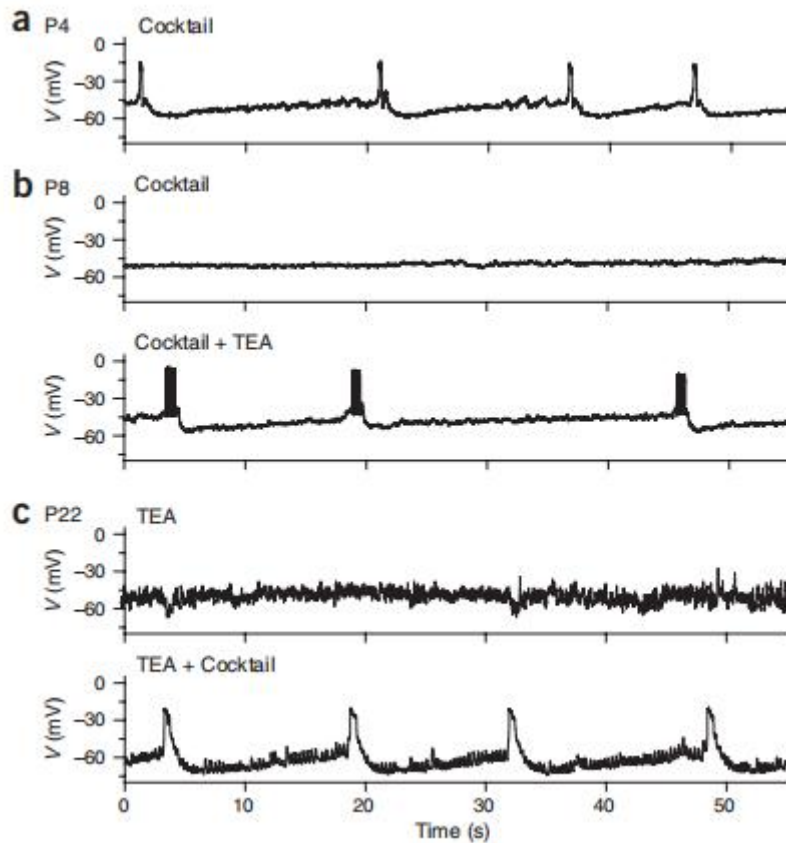 a P4 Cocktail
0
−30
−60
V (mV)
b P8 Cocktail
0
−30
−60
V (mV)
Cocktail + TEA
0
−30
−60
V (mV)
c P22 TEA
0
−30
−60
V (mV)
TEA + Cocktail
0
−30
−60
V (mV)
0 10 20 30 40 50
Time (s)